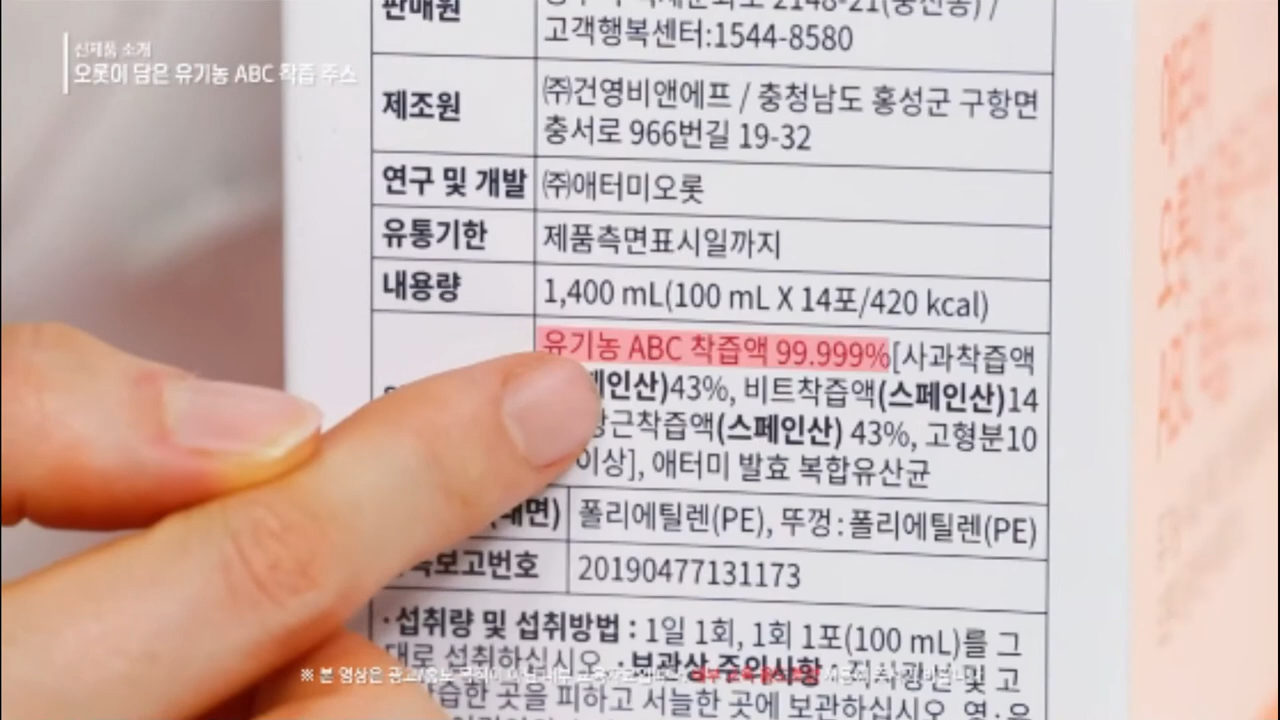 신제품 소개
오롯이 담은 유기농 ABC 착즙 주스
판매원
고객행복센터:1544-8580
제조원
㈜건영비앤에프 / 충청남도 홍성군 구항면
충서로 966번길 19-32
연구 및 개발
㈜애터미오롯
유통기한
제품측면표시일까지
내용량
1,400 mL(100 mL X 14포/420 kcal)
유기농 ABC 착즙액 99.999%[사과착즙액
43%, 비트착즙액(스페인산)14
착즙액(스페인산) 43%, 고형분10
이상], 애터미 발효 복합유산균
폴리에틸렌(PE), 뚜껑:폴리에틸렌(PE)
20190477131173
·섭취량 및 섭취방법 : 1일 1회, 1회 1포(100 mL)를 그
대로 섭취하십시오
※ 본 영상은
곳을 피하고 서늘한 곳에 보관하십시오